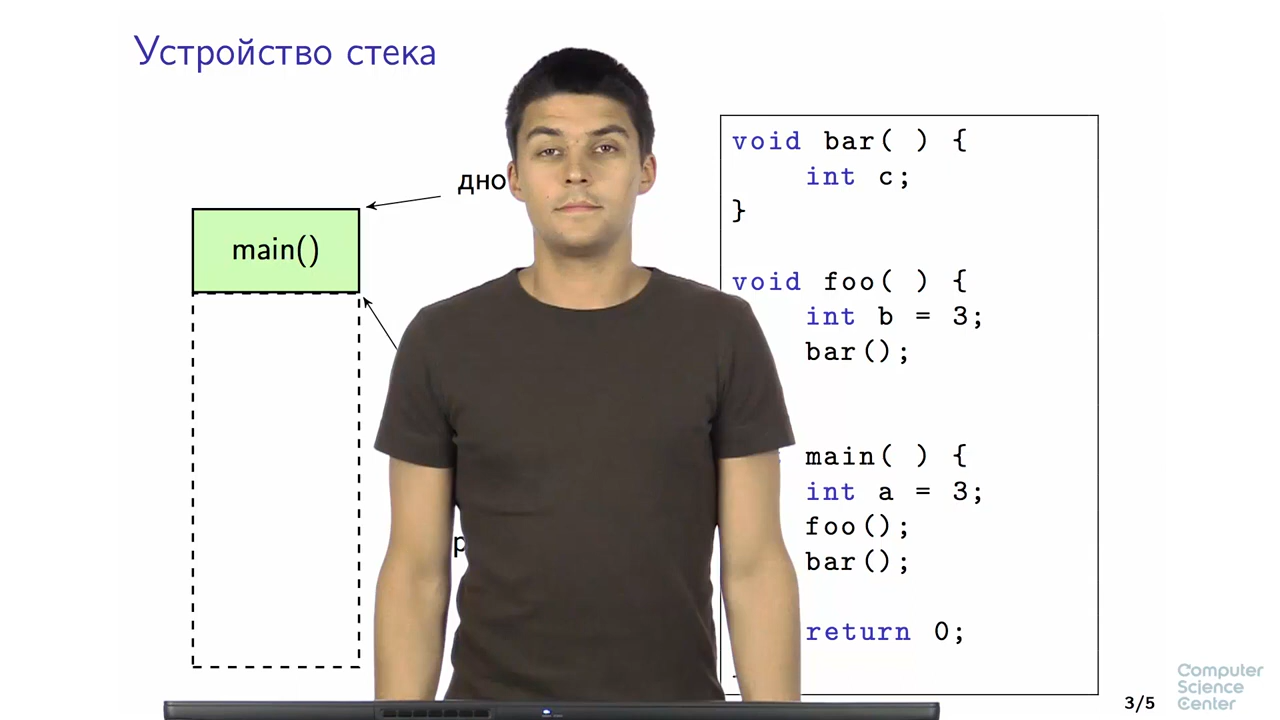 Устройство стека
дно
main()
void bar( ) {
int c;
}
void foo( ) {
int b = 3;
bar();
main( ) {
int a = 3;
foo();
bar();
return 0;
3/5
Computer
Science
Center